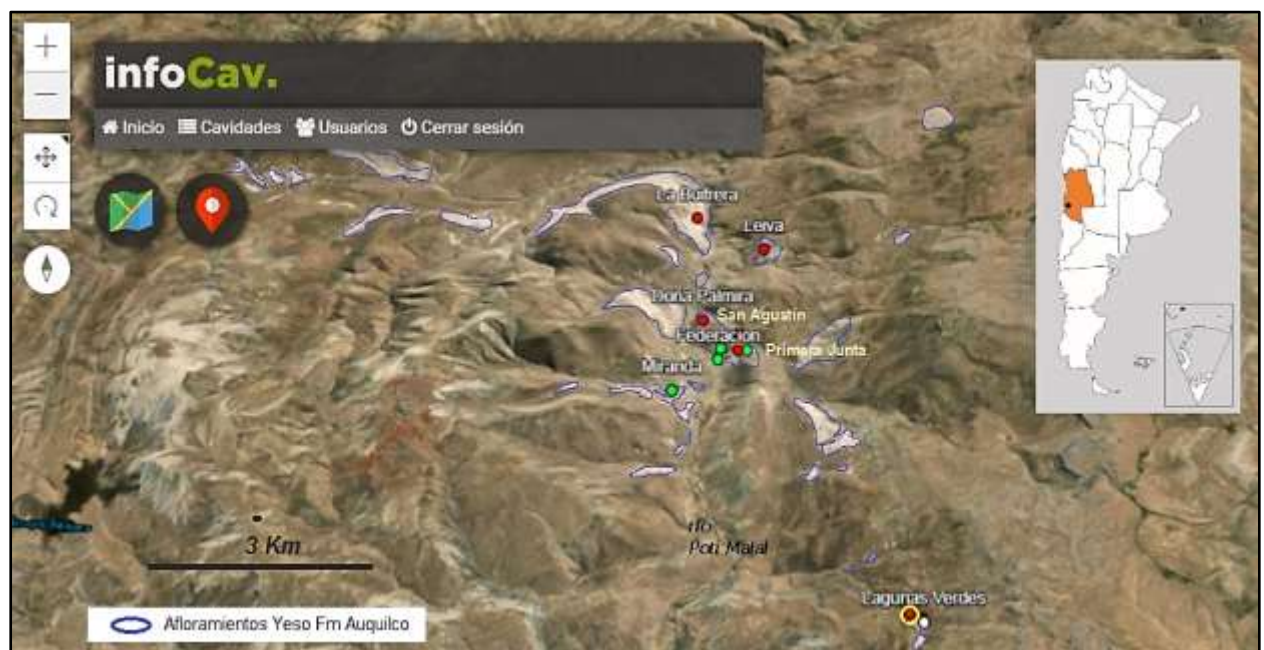 infoCav.
Inicio Cavidades Usuarios Cerrar sesión
La Buitrera
Leiva
Doña Palmira
San Agustín
Federación
Primera Junta
Miranda
río
Poti Malal
3 Km
Lagunas Verdes
Afloramientos Yeso Fm Auquilco